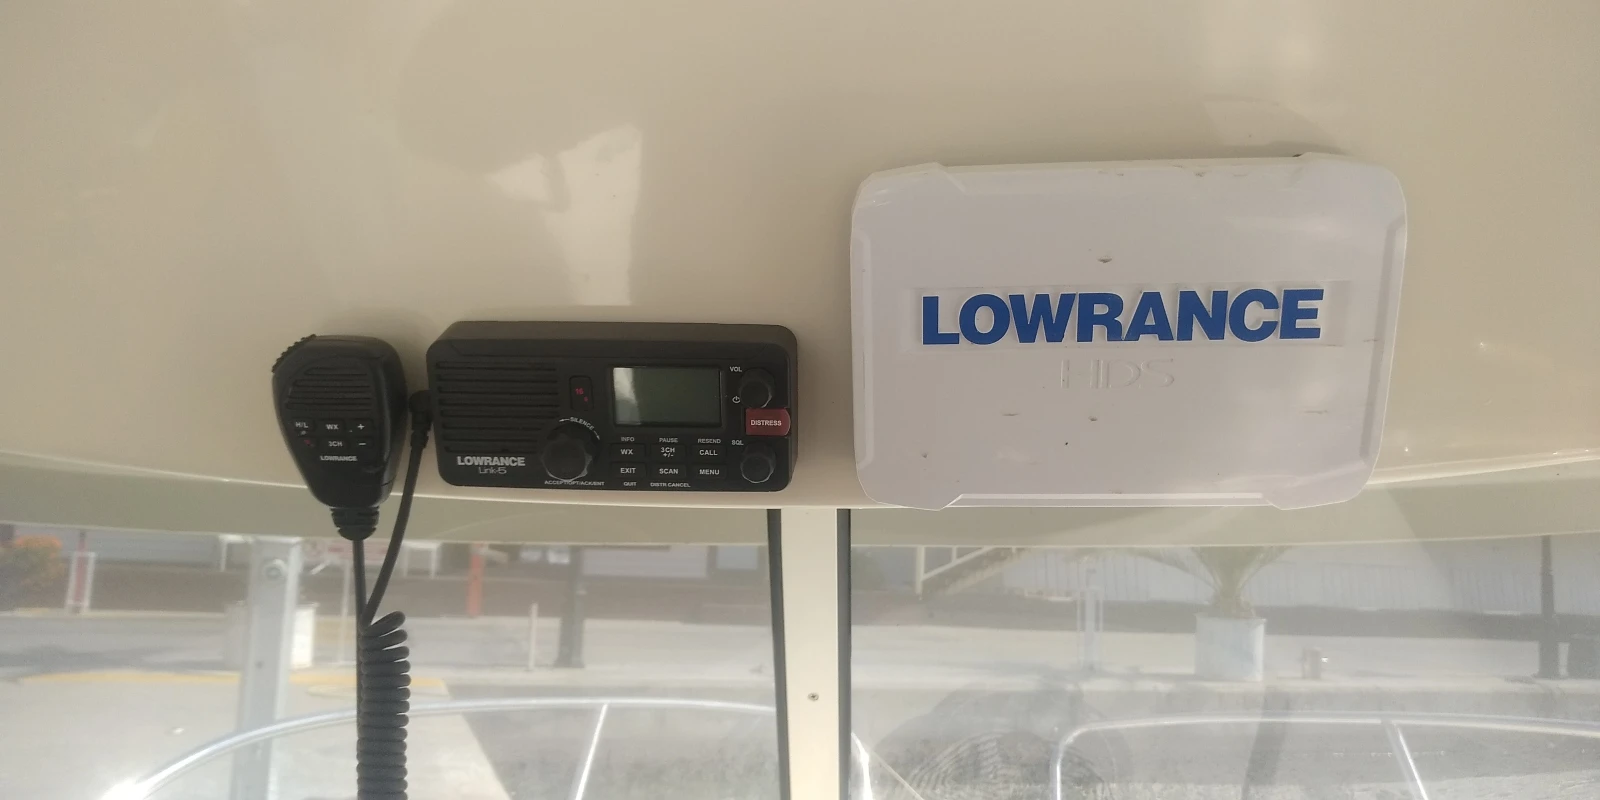 H/L WX +
3CH −
LOWRANCE
16
VOL
DISTRESS
SILENCE
SQL
INFO PAUSE RESEND
WX 3CH +/- CALL
EXIT SCAN MENU
QUIT DISTR CANCEL
LOWRANCE
Link-5
LOWRANCE
HDS